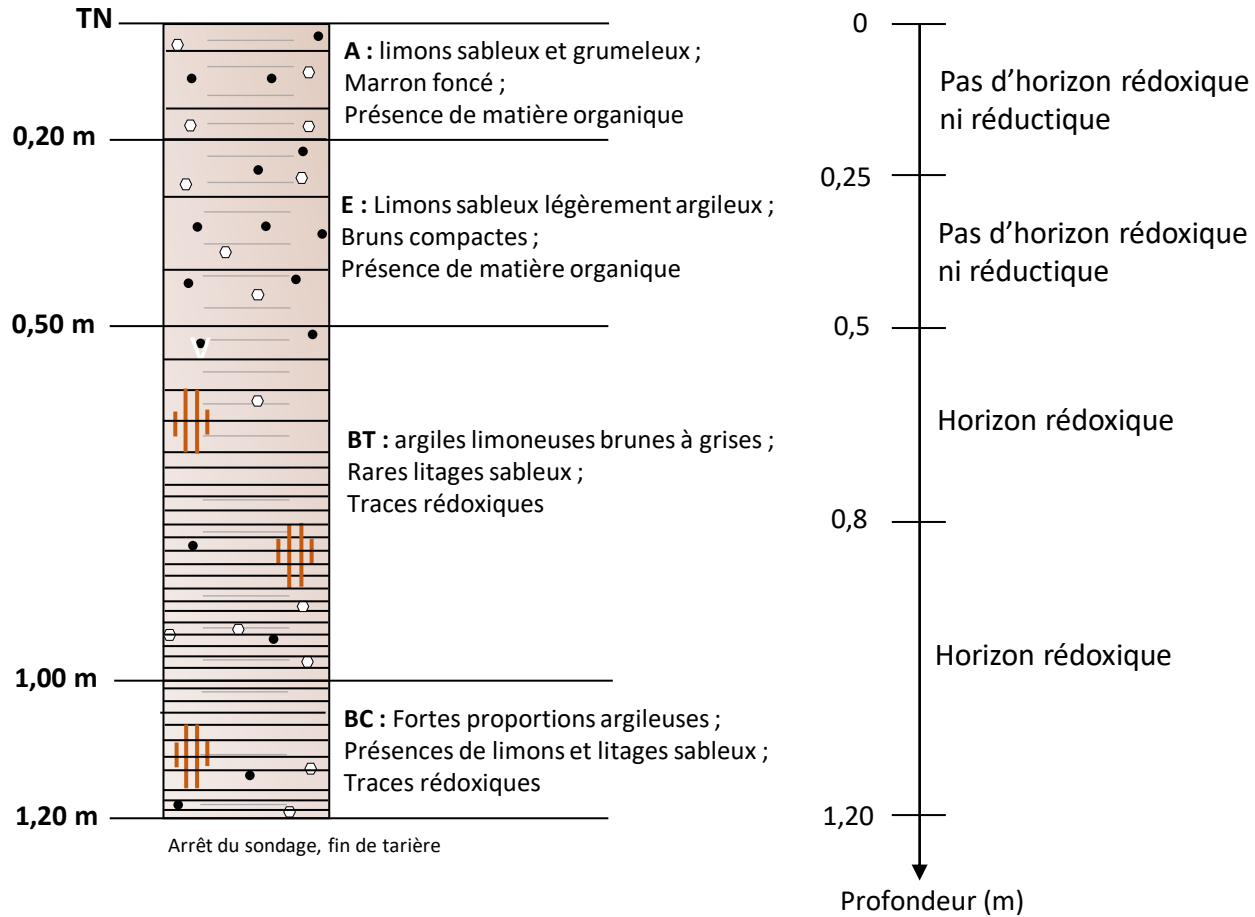 TN
A : limons sableux et grumeleux ;
Marron foncé ;
Présence de matière organique
0,20 m
E : Limons sableux légèrement argileux ;
Bruns compactes ;
Présence de matière organique
0,50 m
BT : argiles limoneuses brunes à grises ;
Rares litages sableux ;
Traces rédoxiques
1,00 m
BC : Fortes proportions argileuses ;
Présences de limons et litages sableux ;
Traces rédoxiques
1,20 m
Arrêt du sondage, fin de tarière
0
Pas d’horizon rédoxique
ni réductique
0,25
Pas d’horizon rédoxique
ni réductique
0,5
Horizon rédoxique
0,8
Horizon rédoxique
1,20
Profondeur (m)